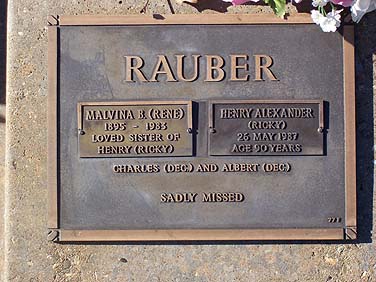 RAUBER
MALVINA B. (RENE)
1895 - 1983
LOVED SISTER OF
HENRY (RICKY)
HENRY ALEXANDER
(RICKY)
26 MAY 1987
AGE 90 YEARS
CHARLES (DEC.) AND ALBERT (DEC.)
SADLY MISSED